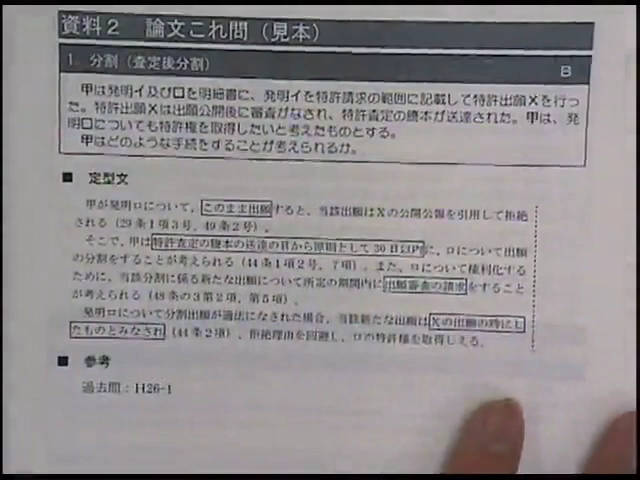 資料2 論文これ問（見本）
1 分割（査定後分割） B
甲は発明イ及びロを明細書に、発明イを特許請求の範囲に記載して特許出願Xを行っ
た。特許出願Xは出願公開後に審査がなされ、特許査定の謄本が送達された。甲は、発
明ロについても特許権を取得したいと考えたものとする。
甲はどのような手続をすることが考えられるか。
■ 定型文
甲が発明ロについて，このまま出願すると，当該出願はXの公開公報を引用して拒絶
される（29条1項3号，49条2号）。
そこで，甲は特許査定の謄本の送達の日から原則として30日以内に，ロについて出願
の分割をすることが考えられる（44条1項2号，7項）。また，ロについて権利化する
ために，当該分割に係る新たな出願について所定の期間内に出願審査の請求をすること
が考えられる（48条の3第2項，第5項）。
発明ロについて分割出願が適法になされた場合，当該新たな出願はXの出願の時にし
たものとみなされ（44条2項），拒絶理由を回避し，ロの特許権を取得しえる。
■ 参考
過去問：H26-1